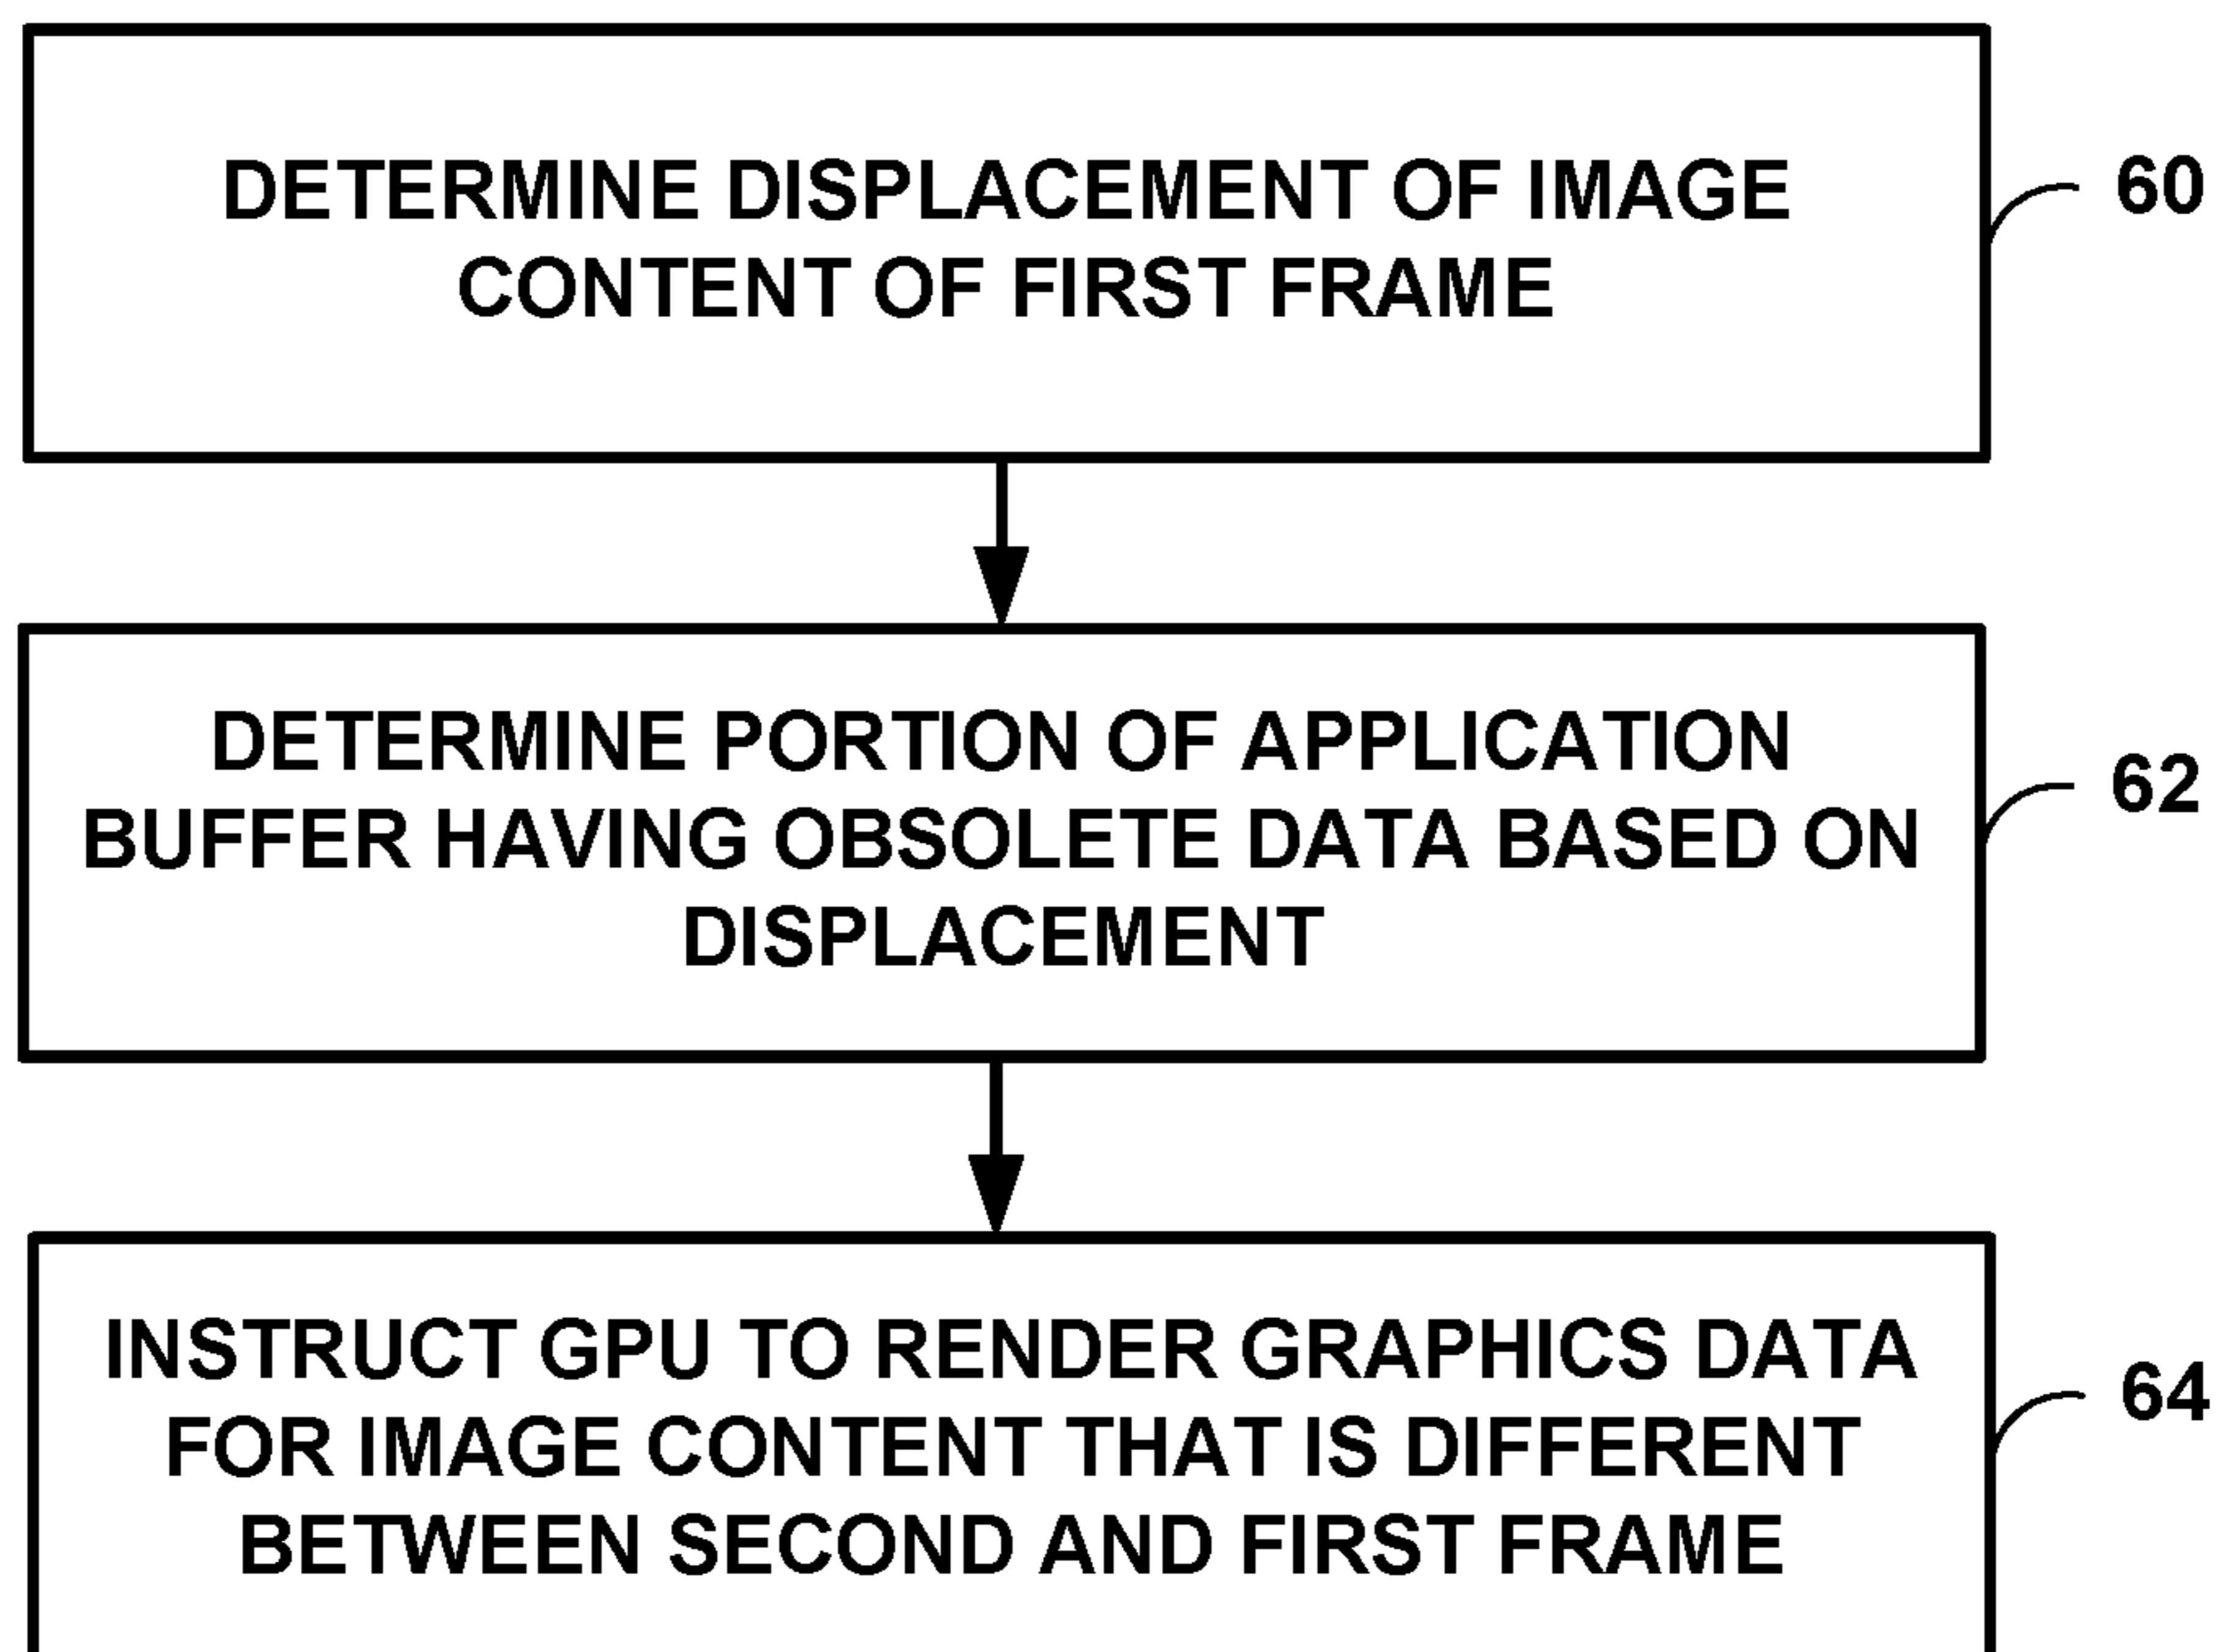 DETERMINE DISPLACEMENT OF IMAGE
CONTENT OF FIRST FRAME
60
DETERMINE PORTION OF APPLICATION
BUFFER HAVING OBSOLETE DATA BASED ON
DISPLACEMENT
62
INSTRUCT GPU TO RENDER GRAPHICS DATA
FOR IMAGE CONTENT THAT IS DIFFERENT
BETWEEN SECOND AND FIRST FRAME
64